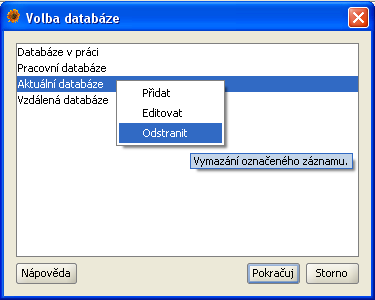 Volba databáze
Databáze v práci
Pracovní databáze
Aktuální databáze
Vzdálená databáze
Přidat
Editovat
Odstranit
Vymazání označeného záznamu.
Nápověda
Pokračuj
Storno